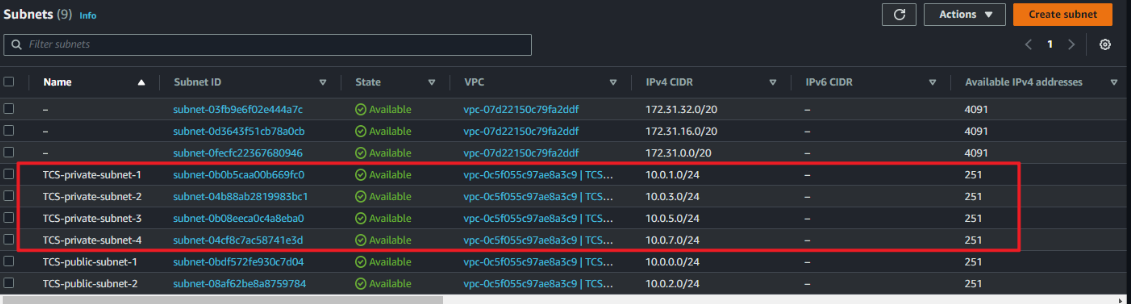 Subnets (9) Info Actions Create subnet
Filter subnets 1
Name Subnet ID State VPC IPv4 CIDR IPv6 CIDR Available IPv4 addresses
– subnet-03fb9e6f02e444a7c Available vpc-07d22150c79fa2ddf 172.31.32.0/20 – 4091
– subnet-0d3643f51cb78a0cb Available vpc-07d22150c79fa2ddf 172.31.16.0/20 – 4091
– subnet-0fecfc22367680946 Available vpc-07d22150c79fa2ddf 172.31.0.0/20 – 4091
TCS-private-subnet-1 subnet-0b0b5caa00b669fc0 Available vpc-0c5f055c97ae8a3c9 | TCS... 10.0.1.0/24 – 251
TCS-private-subnet-2 subnet-04b88ab2819983bc1 Available vpc-0c5f055c97ae8a3c9 | TCS... 10.0.3.0/24 – 251
TCS-private-subnet-3 subnet-0b08eeca0c4a8eba0 Available vpc-0c5f055c97ae8a3c9 | TCS... 10.0.5.0/24 – 251
TCS-private-subnet-4 subnet-04cf8c7ac58741e3d Available vpc-0c5f055c97ae8a3c9 | TCS... 10.0.7.0/24 – 251
TCS-public-subnet-1 subnet-0bdf572fe930c7d04 Available vpc-0c5f055c97ae8a3c9 | TCS... 10.0.0.0/24 – 251
TCS-public-subnet-2 subnet-08af62be8a8759784 Available vpc-0c5f055c97ae8a3c9 | TCS... 10.0.2.0/24 – 251